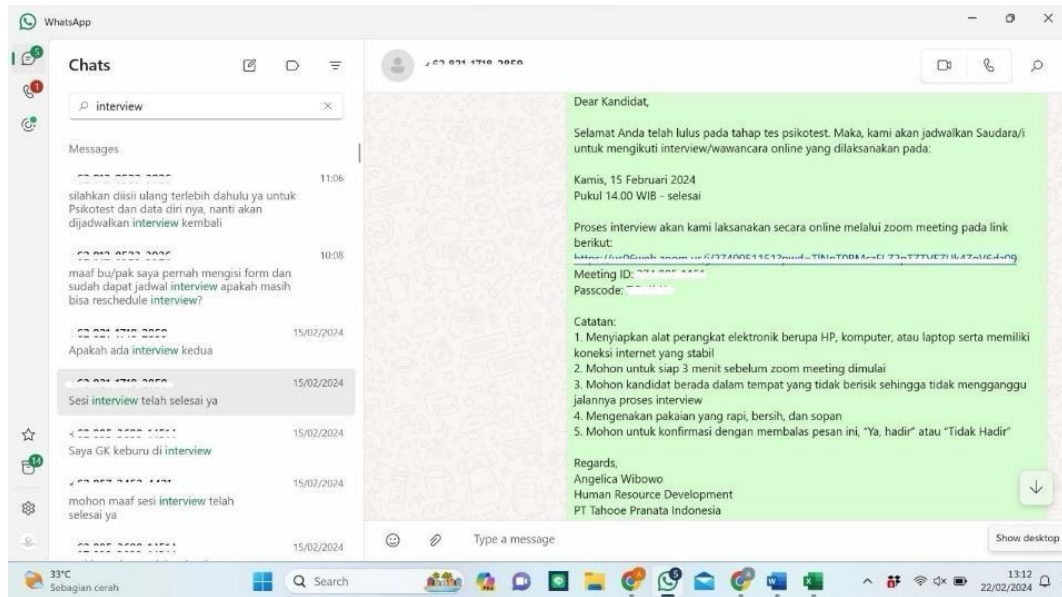 WhatsApp
5
Chats
1
interview
Messages
11:06
silahkan diisii ulang terlebih dahulu ya untuk
Psikotest dan data diri nya, nanti akan
dijadwalkan interview kembali
10:08
maaf bu/pak saya pernah mengisi form dan
sudah dapat jadwal interview apakah masih
bisa reschedule interview?
15/02/2024
Apakah ada interview kedua
15/02/2024
Sesi interview telah selesai ya
15/02/2024
Saya GK keburu di interview
15/02/2024
mohon maaf sesi interview telah
selesai ya
15/02/2024
14
Dear Kandidat,
Selamat Anda telah lulus pada tahap tes psikotest. Maka, kami akan jadwalkan Saudara/i
untuk mengikuti interview/wawancara online yang dilaksanakan pada:
Kamis, 15 Februari 2024
Pukul 14.00 WIB - selesai
Proses interview akan kami laksanakan secara online melalui zoom meeting pada link
berikut:
Meeting ID:
Passcode:
Catatan:
1. Menyiapkan alat perangkat elektronik berupa HP, komputer, atau laptop serta memiliki
koneksi internet yang stabil
2. Mohon untuk siap 3 menit sebelum zoom meeting dimulai
3. Mohon kandidat berada dalam tempat yang tidak berisik sehingga tidak mengganggu
jalannya proses interview
4. Mengenakan pakaian yang rapi, bersih, dan sopan
5. Mohon untuk konfirmasi dengan membalas pesan ini, "Ya, hadir" atau "Tidak Hadir"
Regards,
Angelica Wibowo
Human Resource Development
PT Tahooe Pranata Indonesia
Type a message
Show desktop
33°C
Sebagian cerah
Search
5
13:12
22/02/2024